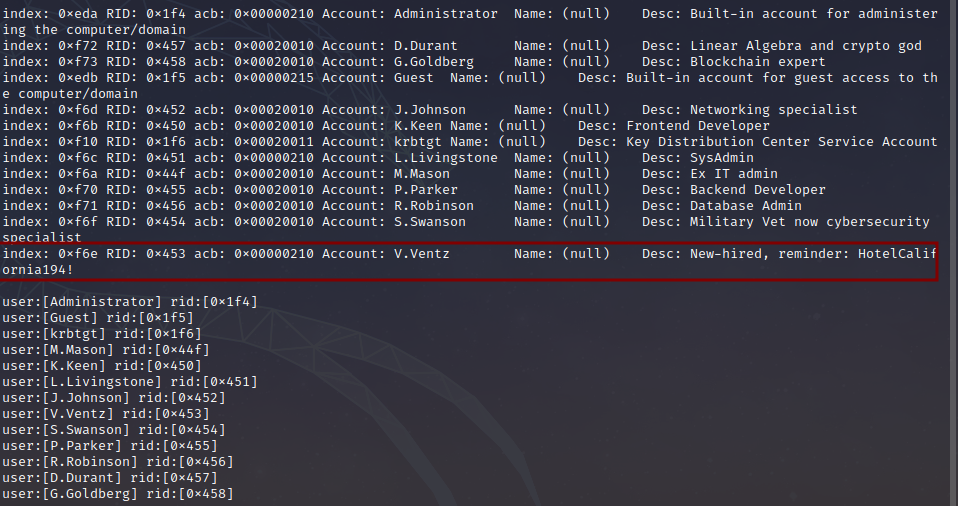 index: 0×eda RID: 0×1f4 acb: 0×00000210 Account: Administrator  Name: (null)    Desc: Built-in account for administer
ing the computer/domain
index: 0×f72 RID: 0×457 acb: 0×00020010 Account: D.Durant       Name: (null)    Desc: Linear Algebra and crypto god
index: 0×f73 RID: 0×458 acb: 0×00020010 Account: G.Goldberg     Name: (null)    Desc: Blockchain expert
index: 0×edb RID: 0×1f5 acb: 0×00000215 Account: Guest  Name: (null)    Desc: Built-in account for guest access to th
e computer/domain
index: 0×f6d RID: 0×452 acb: 0×00020010 Account: J.Johnson      Name: (null)    Desc: Networking specialist
index: 0×f6b RID: 0×450 acb: 0×00020010 Account: K.Keen Name: (null)    Desc: Frontend Developer
index: 0×f10 RID: 0×1f6 acb: 0×00020011 Account: krbtgt Name: (null)    Desc: Key Distribution Center Service Account
index: 0×f6c RID: 0×451 acb: 0×00000210 Account: L.Livingstone  Name: (null)    Desc: SysAdmin
index: 0×f6a RID: 0×44f acb: 0×00020010 Account: M.Mason        Name: (null)    Desc: Ex IT admin
index: 0×f70 RID: 0×455 acb: 0×00020010 Account: P.Parker       Name: (null)    Desc: Backend Developer
index: 0×f71 RID: 0×456 acb: 0×00020010 Account: R.Robinson     Name: (null)    Desc: Database Admin
index: 0×f6f RID: 0×454 acb: 0×00020010 Account: S.Swanson      Name: (null)    Desc: Military Vet now cybersecurity
specialist
index: 0×f6e RID: 0×453 acb: 0×00000210 Account: V.Ventz        Name: (null)    Desc: New-hired, reminder: HotelCalif
ornia194!
user:[Administrator] rid:[0×1f4]
user:[Guest] rid:[0×1f5]
user:[krbtgt] rid:[0×1f6]
user:[M.Mason] rid:[0×44f]
user:[K.Keen] rid:[0×450]
user:[L.Livingstone] rid:[0×451]
user:[J.Johnson] rid:[0×452]
user:[V.Ventz] rid:[0×453]
user:[S.Swanson] rid:[0×454]
user:[P.Parker] rid:[0×455]
user:[R.Robinson] rid:[0×456]
user:[D.Durant] rid:[0×457]
user:[G.Goldberg] rid:[0×458]